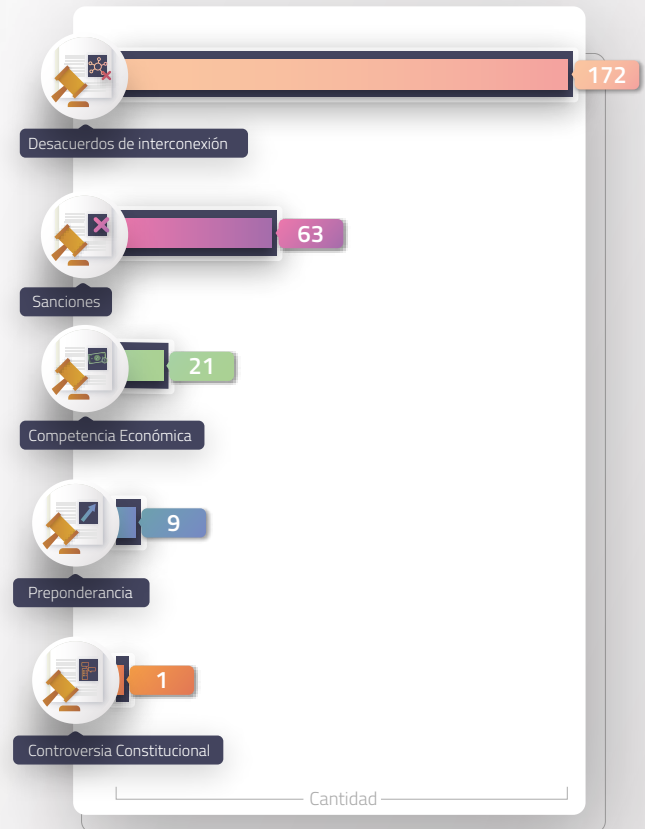 172
Desacuerdos de interconexión
63
Sanciones
21
Competencia Económica
9
Preponderancia
1
Controversia Constitucional
Cantidad